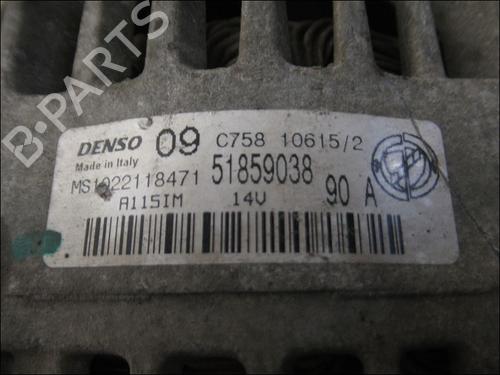 B-PARTS
DENSO 09 C758 10615/2
Made in Italy
MS1022118471 51859038
A115IM 14V 90 A